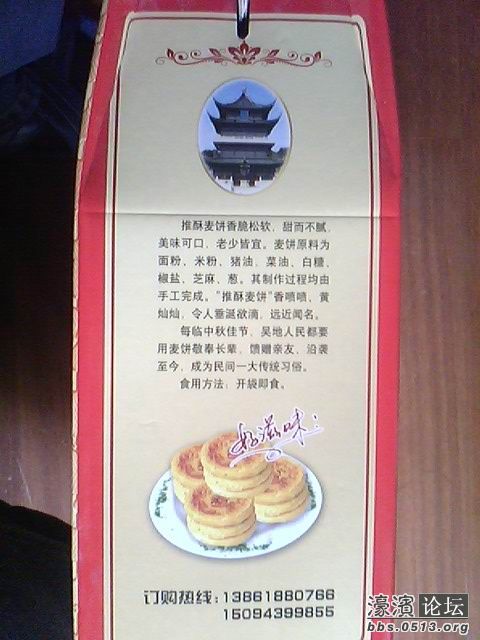 推酥麦饼香脆松软，甜而不腻，
美味可口，老少皆宜。麦饼原料为
面粉、米粉、猪油、菜油、白糖、
椒盐、芝麻、葱。其制作过程均由
手工完成。“推酥麦饼”香喷喷、黄
灿灿，令人垂涎欲滴，远近闻名。
每临中秋佳节，吴地人民都要
用麦饼敬奉长辈，馈赠亲友，沿袭
至今，成为民间一大传统习俗。
食用方法：开袋即食。
好滋味：
订购热线：13861880766
15094399855
濠滨论坛
bbs.0513.org